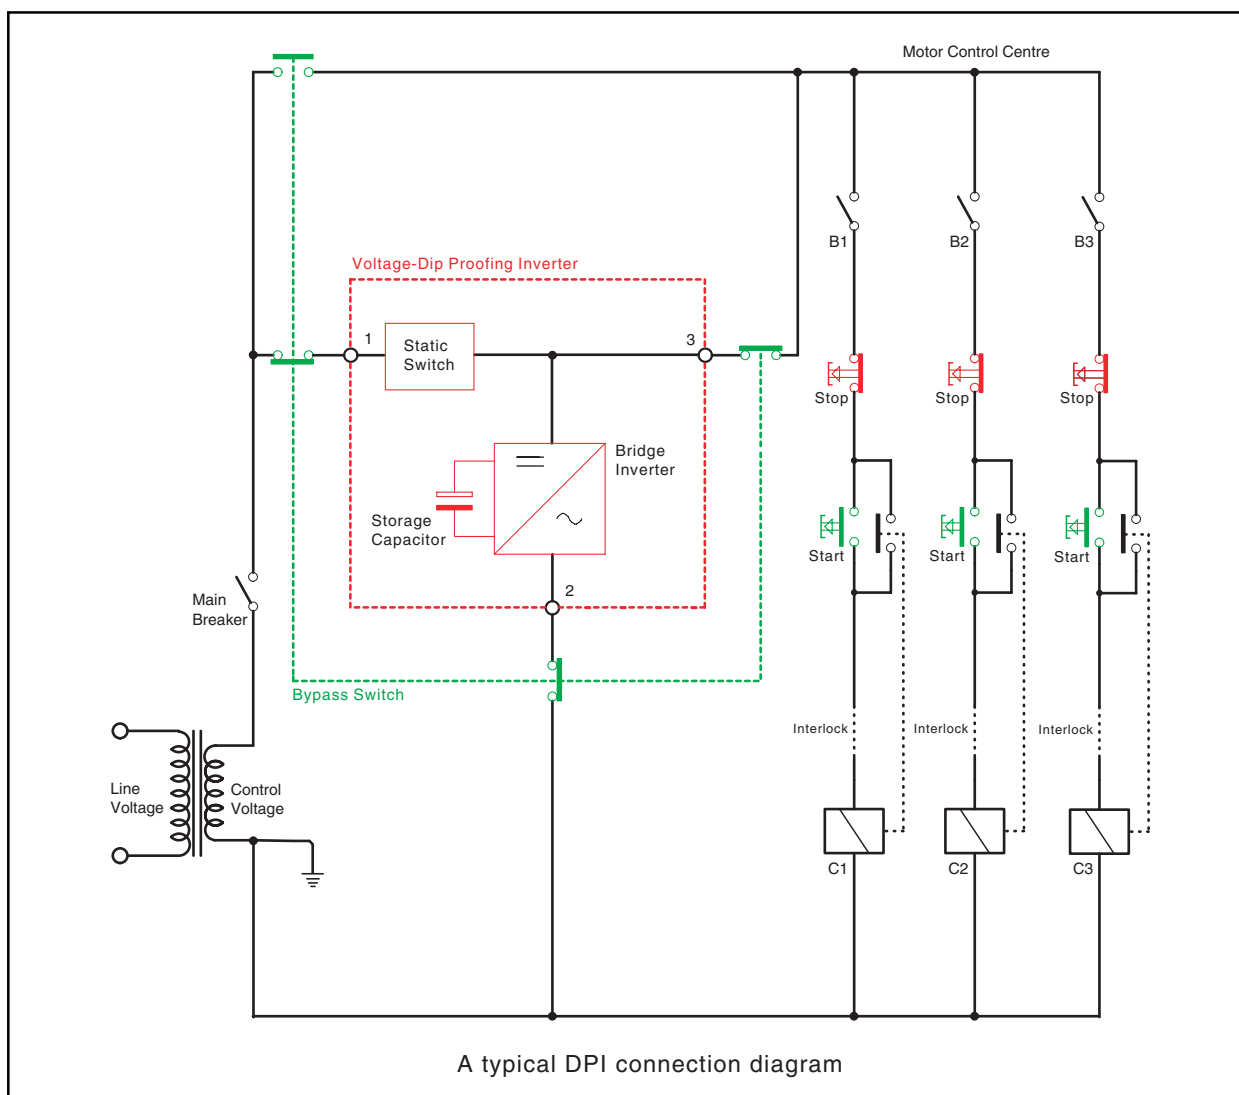 Motor Control Centre
B1
B2
B3
Voltage-Dip Proofing Inverter
1
Static
Switch
3
Stop
Stop
Stop
Bridge
Inverter
Storage
Capacitor
Start
Start
Start
2
Main
Breaker
Bypass Switch
Interlock
Interlock
Interlock
Line
Voltage
Control
Voltage
C1
C2
C3
A typical DPI connection diagram